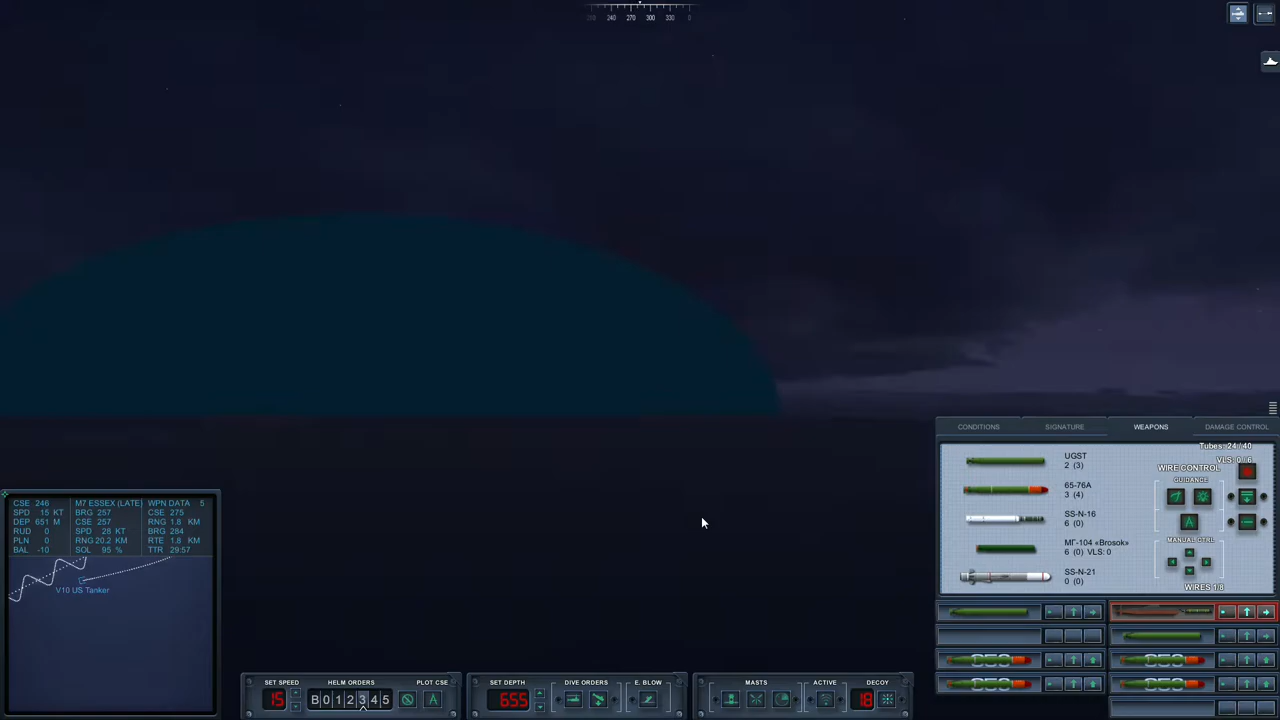 240 270 300 330 0
CONDITIONS SIGNATURE WEAPONS DAMAGE CONTROL
Tubes: 24 / 40
VLS: 0 / 6
UGST
2 (3)
65-76A
3 (4)
SS-N-16
6 (0)
МГ-104 «Brosok»
6 (0) VLS: 0
SS-N-21
0 (0)
WIRE CONTROL
GUIDANCE
A
MANUAL CTRL
WIRES 1/8
CSE 246 M7 ESSEX (LATE) WPN DATA 5
SPD 15 KT BRG 257 CSE 275
DEP 651 M CSE 257 RNG 1.8 KM
RUD 0 SPD 28 KT BRG 284
PLN 0 RNG 20.2 KM RTE 1.8 KM
BAL -10 SOL 95 % TTR 29:57
V10 US Tanker
SET SPEED HELM ORDERS PLOT CSE
15 B 0 1 2 3 4 5 A
SET DEPTH DIVE ORDERS E. BLOW
655
MASTS ACTIVE DECOY
18